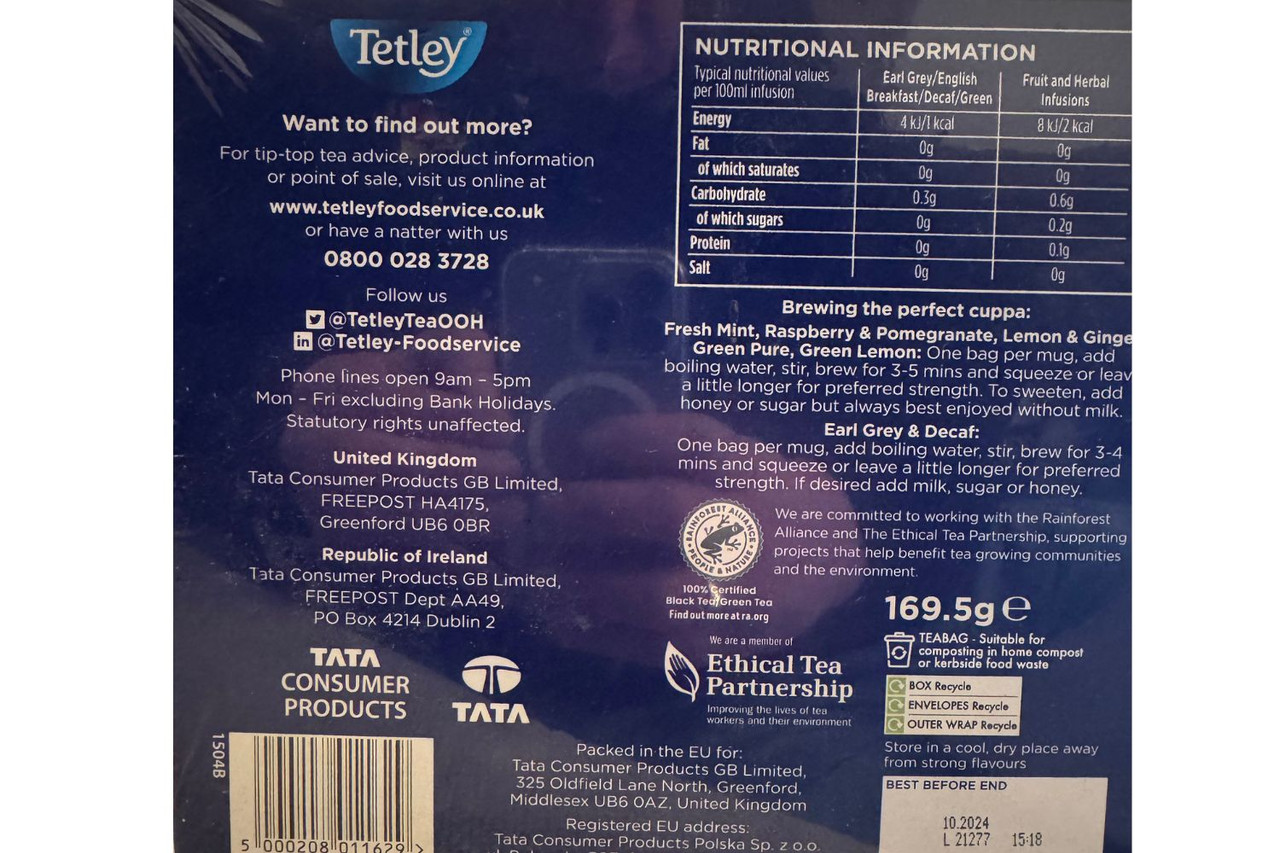 Tetley®
Want to find out more?
For tip-top tea advice, product information
or point of sale, visit us online at
www.tetleyfoodservice.co.uk
or have a natter with us
0800 028 3728
Follow us
@TetleyTeaOOH
in @Tetley-Foodservice
Phone lines open 9am – 5pm
Mon – Fri excluding Bank Holidays.
Statutory rights unaffected.
United Kingdom
Tata Consumer Products GB Limited,
FREEPOST HA4175,
Greenford UB6 0BR
Republic of Ireland
Tata Consumer Products GB Limited,
FREEPOST Dept AA49,
PO Box 4214 Dublin 2
TATA
CONSUMER
PRODUCTS
TATA
15048
5 000208 011629 >
NUTRITIONAL INFORMATION
Typical nutritional values
per 100ml infusion
Earl Grey/English
Breakfast/Decaf/Green
Fruit and Herbal
Infusions
Energy 4 kJ/1 kcal 8 kJ/2 kcal
Fat 0g 0g
of which saturates 0g 0g
Carbohydrate 0.3g 0.6g
of which sugars 0g 0.2g
Protein 0g 0.1g
Salt 0g 0g
Brewing the perfect cuppa:
Fresh Mint, Raspberry & Pomegranate, Lemon & Ginge
Green Pure, Green Lemon: One bag per mug, add
boiling water, stir, brew for 3-5 mins and squeeze or leav
a little longer for preferred strength. To sweeten, add
honey or sugar but always best enjoyed without milk.
Earl Grey & Decaf:
One bag per mug, add boiling water, stir, brew for 3-4
mins and squeeze or leave a little longer for preferred
strength. If desired add milk, sugar or honey.
RAINFOREST ALLIANCE
PEOPLE & NATURE
We are committed to working with the Rainforest
Alliance and The Ethical Tea Partnership, supporting
projects that help benefit tea growing communities
and the environment.
100% Certified
Black Tea/Green Tea
Find out more at ra.org
We are a member of
Ethical Tea
Partnership
Improving the lives of tea
workers and their environment
169.5g ℮
TEABAG - Suitable for
composting in home compost
or kerbside food waste
BOX Recycle
ENVELOPES Recycle
OUTER WRAP Recycle
Store in a cool, dry place away
from strong flavours
BEST BEFORE END
10.2024
L 21277 15:18
Packed in the EU for:
Tata Consumer Products GB Limited,
325 Oldfield Lane North, Greenford,
Middlesex UB6 0AZ, United Kingdom
Registered EU address:
Tata Consumer Products Polska Sp. z o.o.